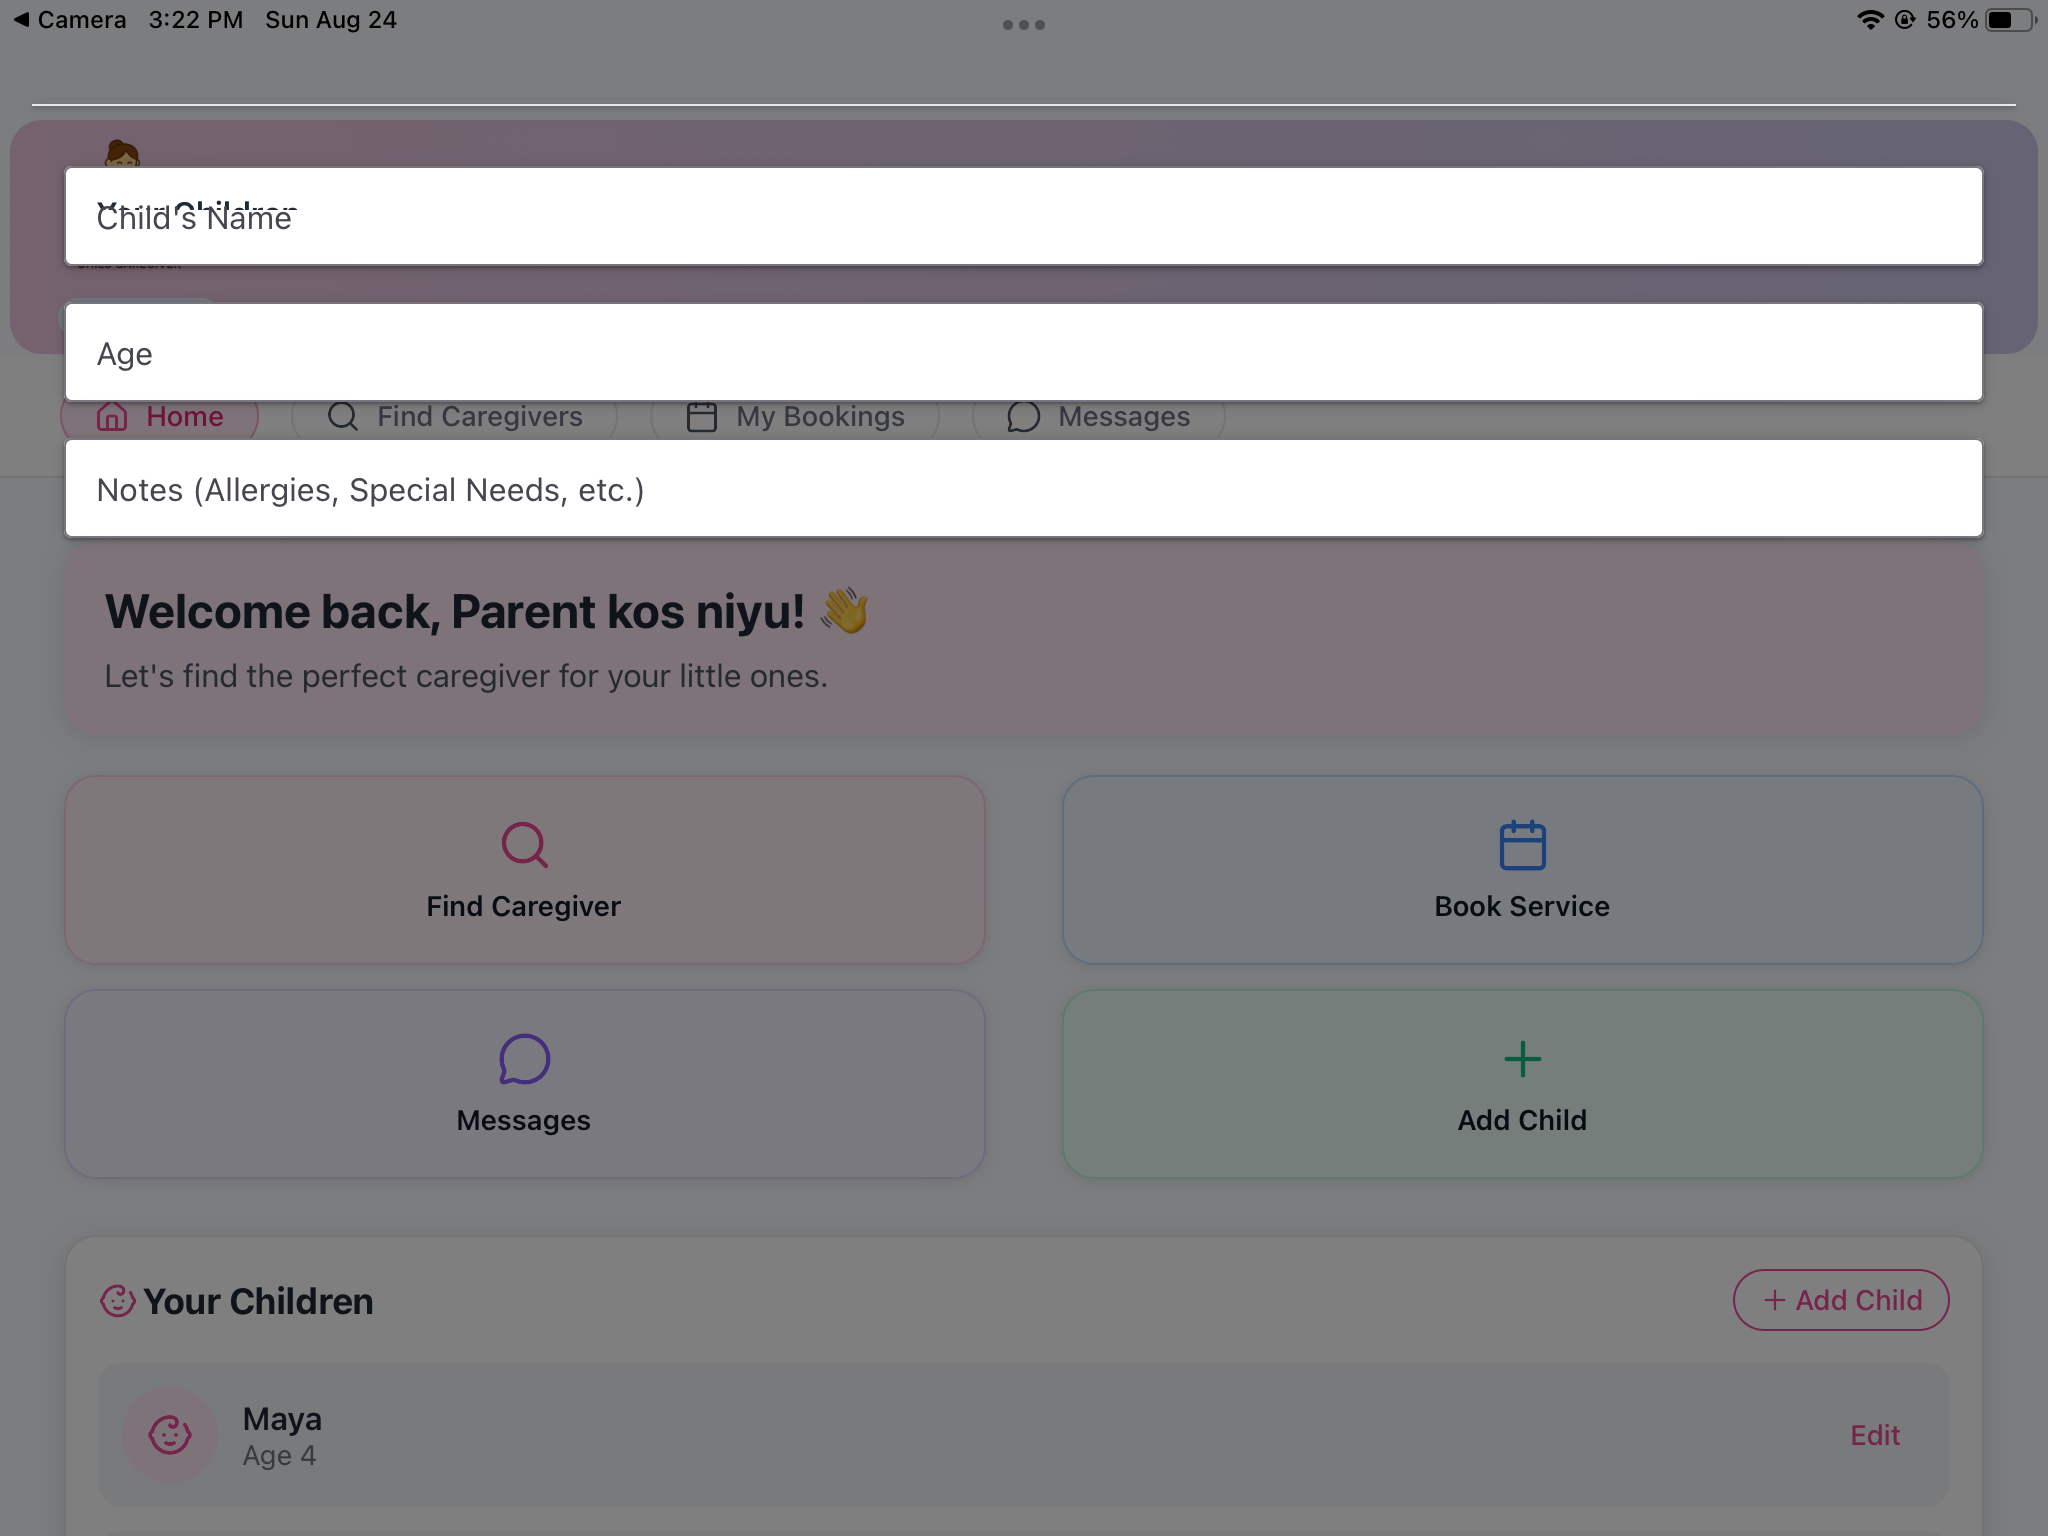 Camera 3:22 PM Sun Aug 24 56%
Child's Name
Age
Home Find Caregivers My Bookings Messages
Notes (Allergies, Special Needs, etc.)
Welcome back, Parent kos niyu! 👋
Let's find the perfect caregiver for your little ones.
Find Caregiver
Book Service
Messages
Add Child
Your Children
+ Add Child
Maya
Age 4
Edit